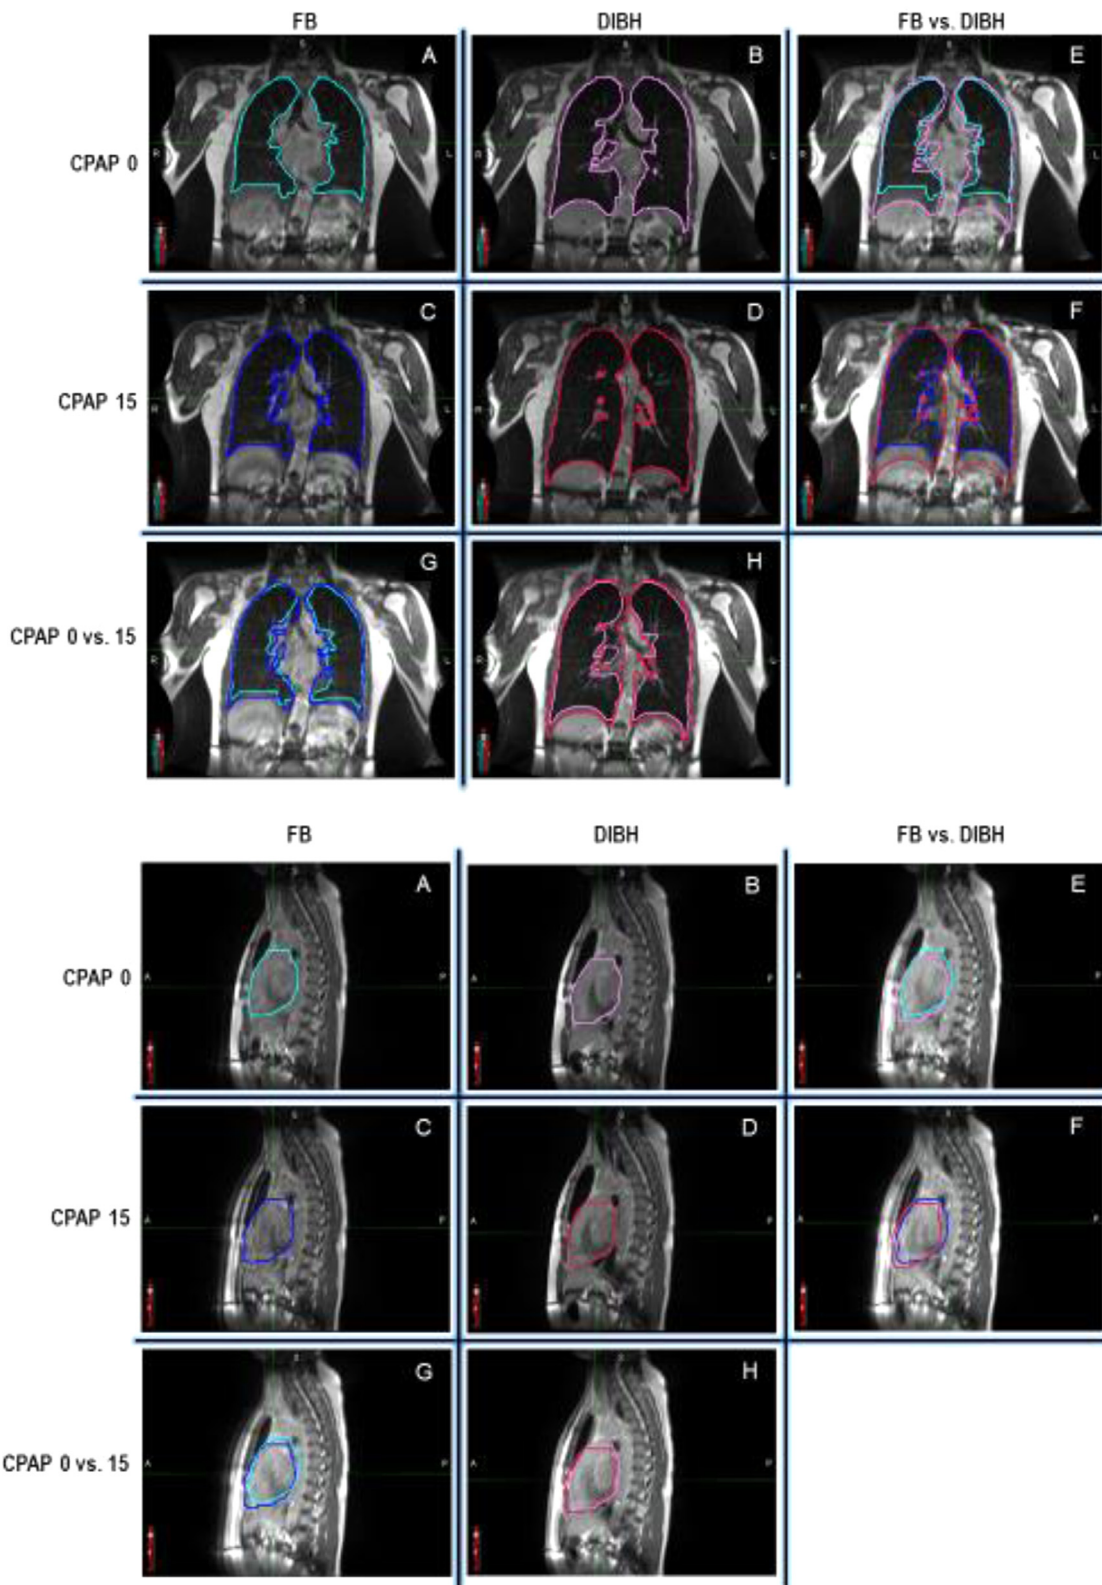 FB DIBH FB vs. DIBH
CPAP 0 A B E
R L
CPAP 15 C D F
R L
CPAP 0 vs. 15 G H
R L
FB DIBH FB vs. DIBH
CPAP 0 A B E
A P
CPAP 15 C D F
A P
CPAP 0 vs. 15 G H
A P